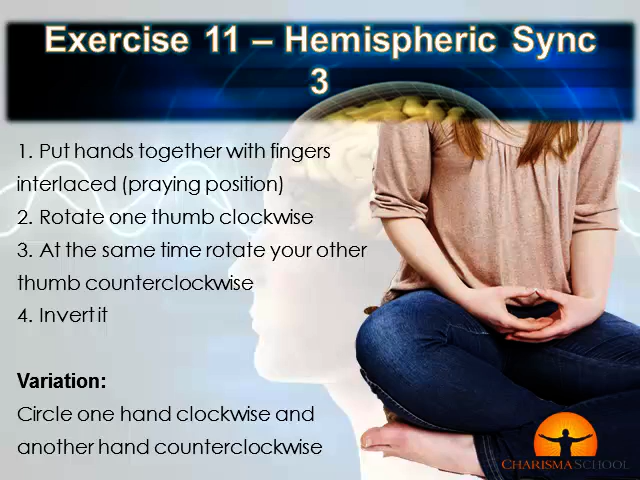 Exercise 11 – Hemispheric Sync
3
1. Put hands together with fingers
interlaced (praying position)
2. Rotate one thumb clockwise
3. At the same time rotate your other
thumb counterclockwise
4. Invert it
Variation:
Circle one hand clockwise and
another hand counterclockwise
CHARISMA SCHOOL